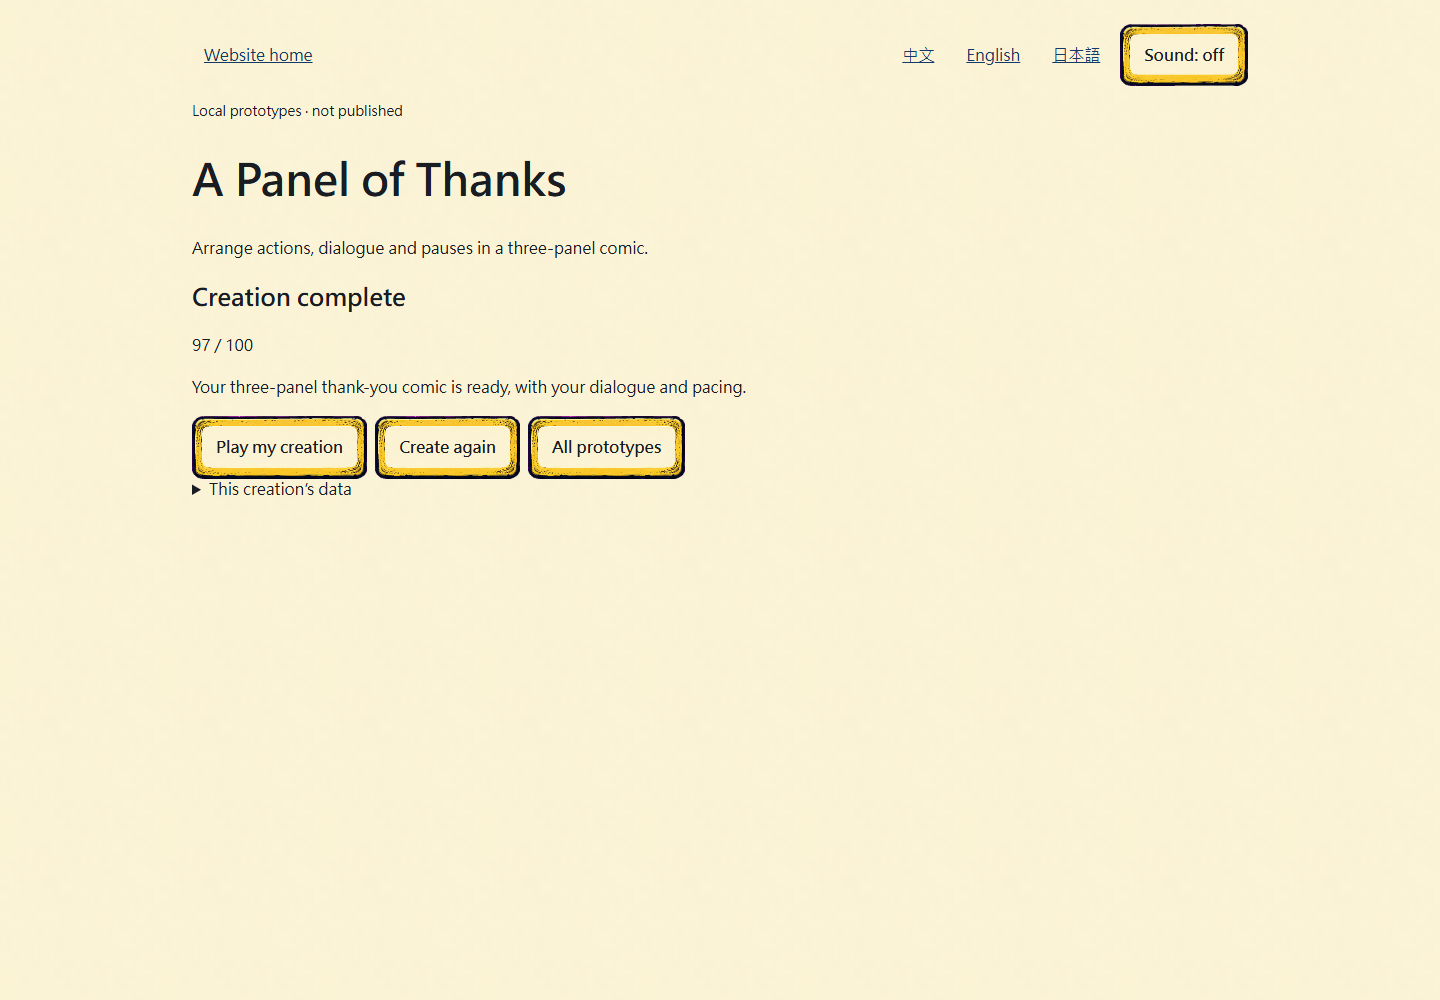 Website home
中文
English
日本語
Sound: off
Local prototypes · not published
A Panel of Thanks
Arrange actions, dialogue and pauses in a three-panel comic.
Creation complete
97 / 100
Your three-panel thank-you comic is ready, with your dialogue and pacing.
Play my creation
Create again
All prototypes
This creation’s data